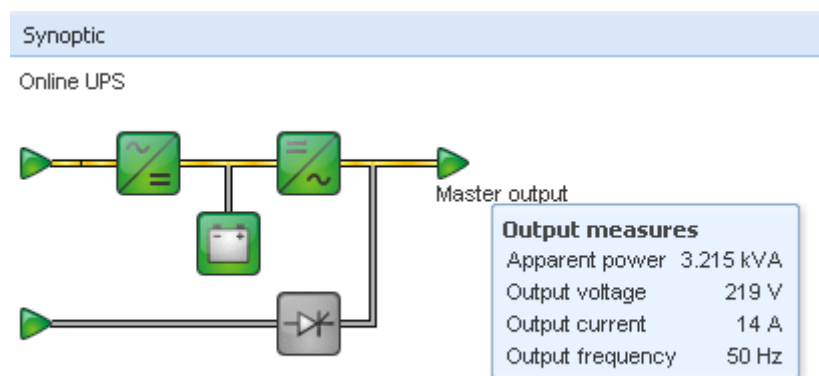 Synoptic
Online UPS
Master output
Output measures
Apparent power 3.215 kVA
Output voltage 219 V
Output current 14 A
Output frequency 50 Hz